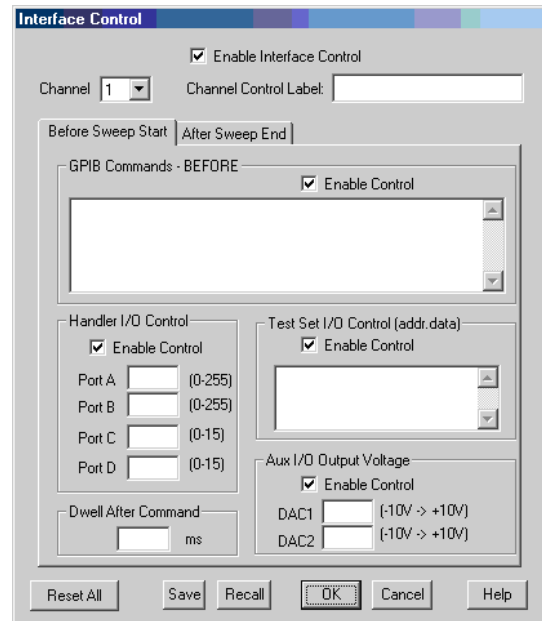 Interface Control
Enable Interface Control
Channel 1 Channel Control Label:
Before Sweep Start After Sweep End
GPIB Commands - BEFORE
Enable Control
Handler I/O Control
Enable Control
Port A (0-255)
Port B (0-255)
Port C (0-15)
Port D (0-15)
Dwell After Command
ms
Test Set I/O Control (addr.data)
Enable Control
Aux I/O Output Voltage
Enable Control
DAC1 (-10V -> +10V)
DAC2 (-10V -> +10V)
Reset All Save Recall OK Cancel Help